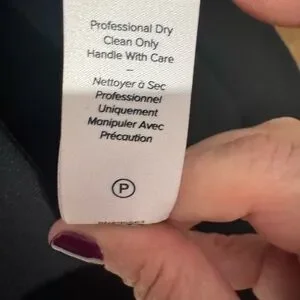 Professional Dry
Clean Only
Handle With Care
–
Nettoyer à Sec
Professionnel
Uniquement
Manipuler Avec
Précaution
P